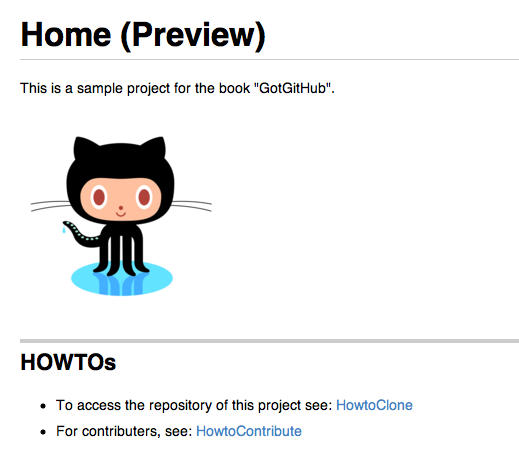 Home (Preview)
This is a sample project for the book "GotGitHub".
HOWTOs
• To access the repository of this project see: HowtoClone
• For contributers, see: HowtoContribute